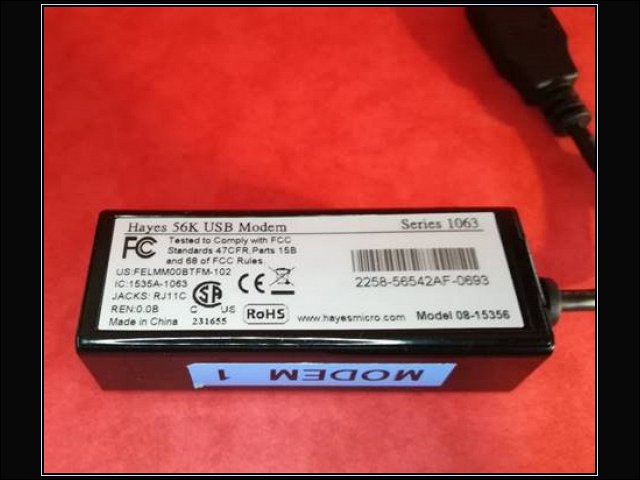 Hayes 56K USB Modem Series 1063
FC Tested to Comply with FCC
Standards 47CFR,Parts 15B
and 68 of FCC Rules
US:FELMM00BTFM-102
IC:1535A-1063
JACKS: RJ11C
REN:0.0B
Made in China
CE
SA
C US
231655
RoHS
2258-56542AF-0693
www.hayesmicro.com Model 08-15356
MODEM 1